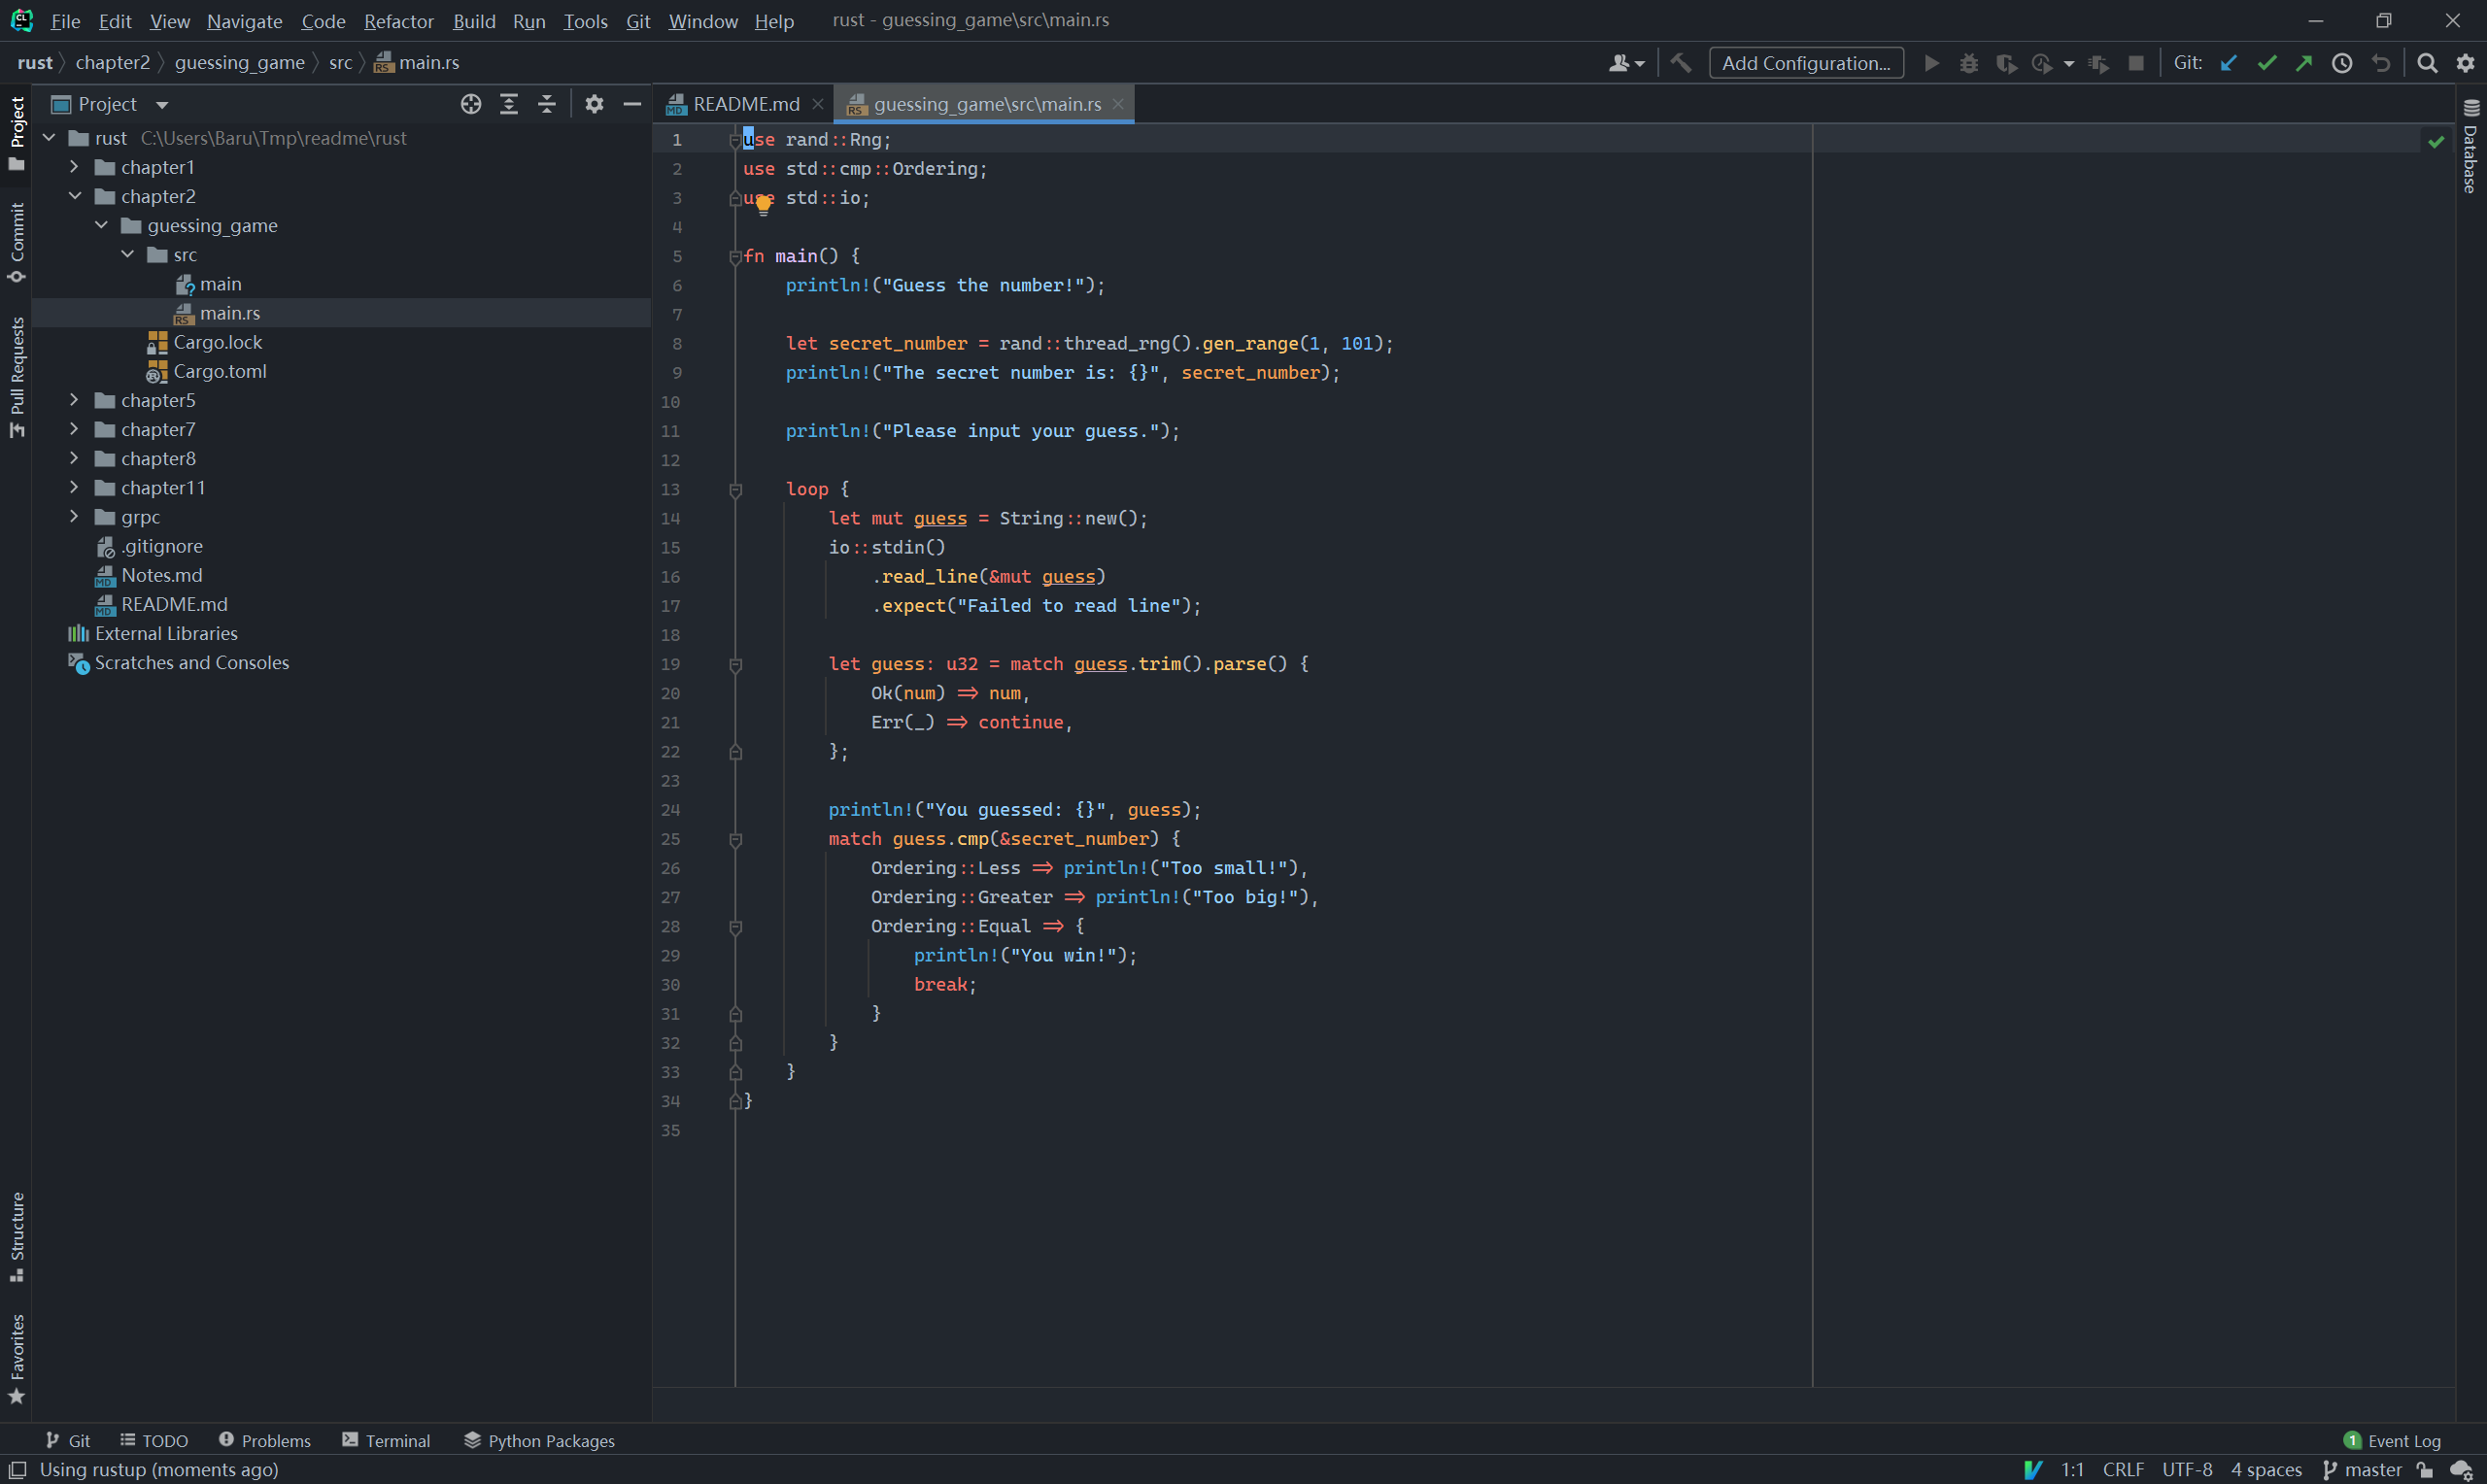 File Edit View Navigate Code Refactor Build Run Tools Git Window Help rust - guessing_game\src\main.rs
rust chapter2 guessing_game src main.rs Add Configuration... Git:
Project
README.md guessing_game\src\main.rs
Project
Commit
Pull Requests
Structure
Favorites
rust C:\Users\Baru\Tmp\readme\rust
chapter1
chapter2
guessing_game
src
main
main.rs
Cargo.lock
Cargo.toml
chapter5
chapter7
chapter8
chapter11
grpc
.gitignore
Notes.md
README.md
External Libraries
Scratches and Consoles
1 use rand::Rng;
2 use std::cmp::Ordering;
3 use std::io;
4
5 fn main() {
6 println!("Guess the number!");
7
8 let secret_number = rand::thread_rng().gen_range(1, 101);
9 println!("The secret number is: {}", secret_number);
10
11 println!("Please input your guess.");
12
13 loop {
14 let mut guess = String::new();
15 io::stdin()
16 .read_line(&mut guess)
17 .expect("Failed to read line");
18
19 let guess: u32 = match guess.trim().parse() {
20 Ok(num) => num,
21 Err(_) => continue,
22 };
23
24 println!("You guessed: {}", guess);
25 match guess.cmp(&secret_number) {
26 Ordering::Less => println!("Too small!"),
27 Ordering::Greater => println!("Too big!"),
28 Ordering::Equal => {
29 println!("You win!");
30 break;
31 }
32 }
33 }
34 }
35
Database
Git TODO Problems Terminal Python Packages 1 Event Log
Using rustup (moments ago) 1:1 CRLF UTF-8 4 spaces master